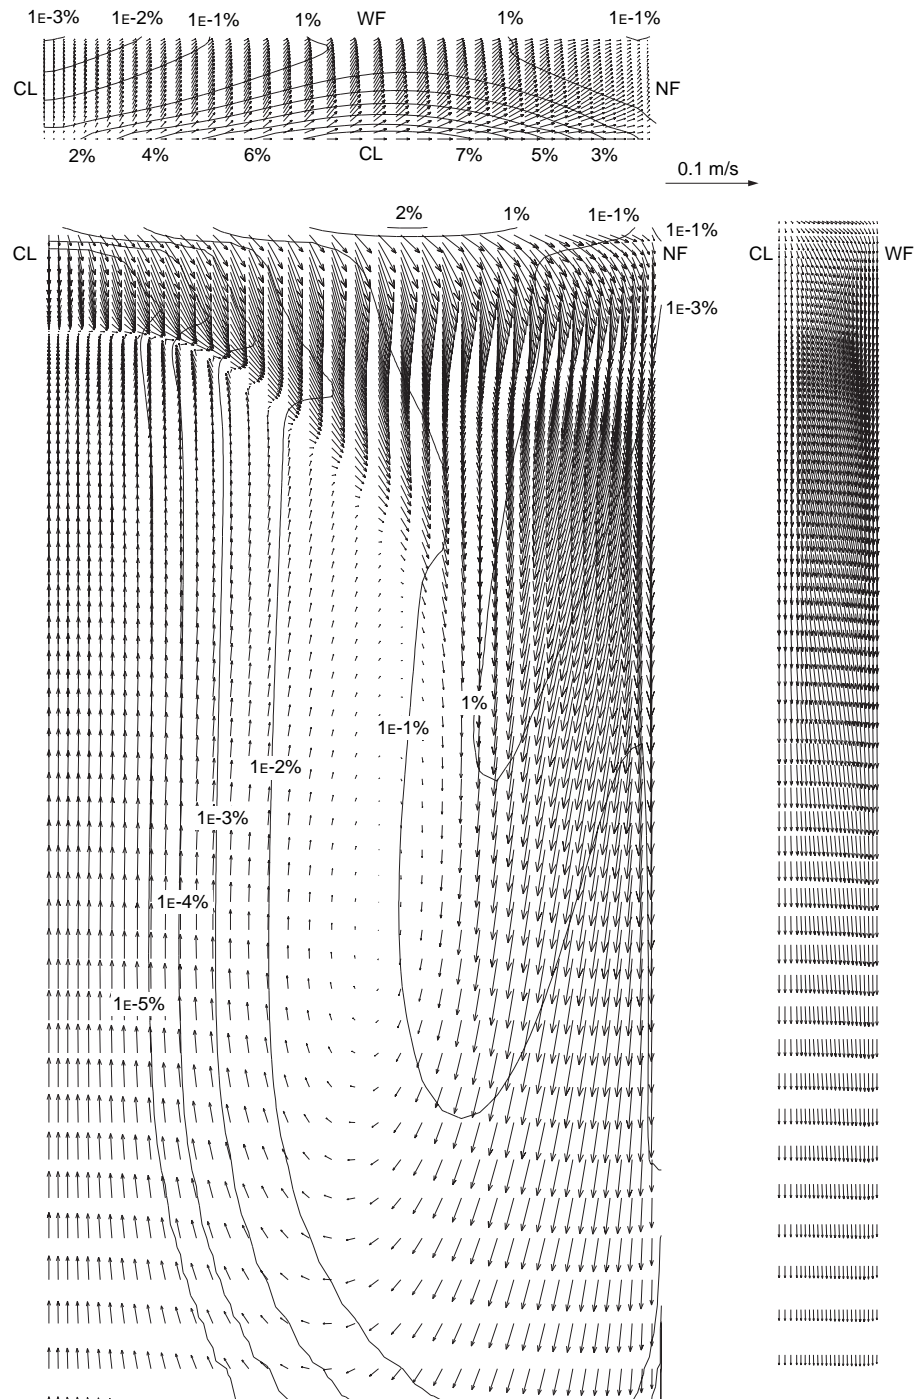 1E-3% 1E-2% 1E-1% 1% WF 1% 1E-1%
CL NF
2% 4% 6% CL 7% 5% 3%
0.1 m/s
2% 1% 1E-1%
1E-1%
CL NF CL WF
1E-3%
1%
1E-1%
1E-2%
1E-3%
1E-4%
1E-5%